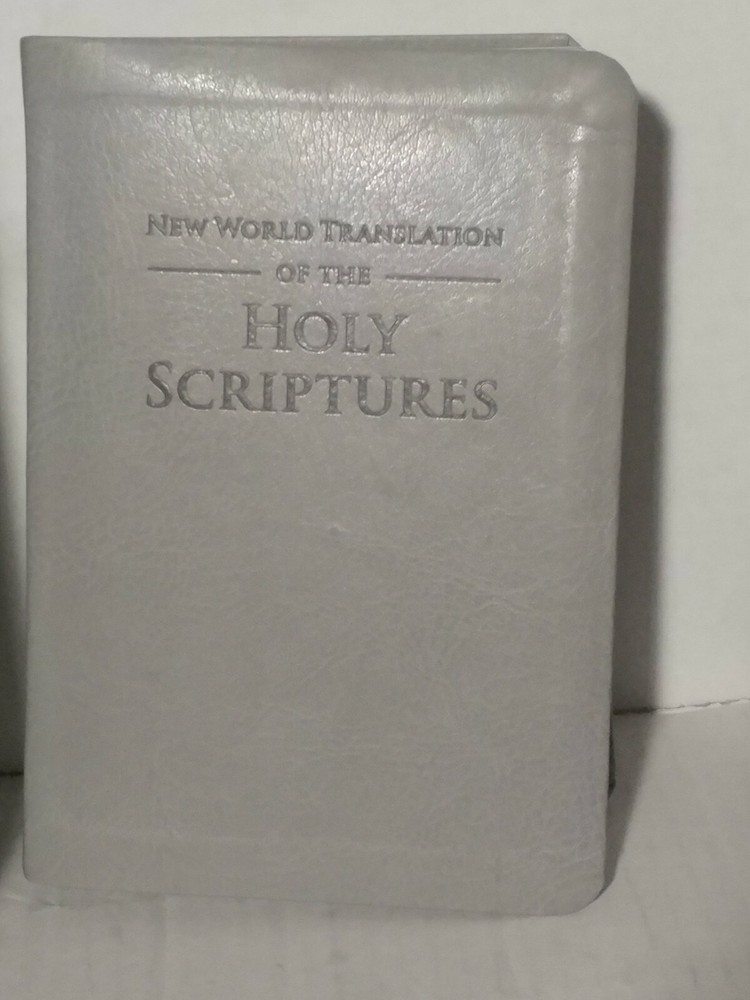 New World Translation
of the
Holy
Scriptures